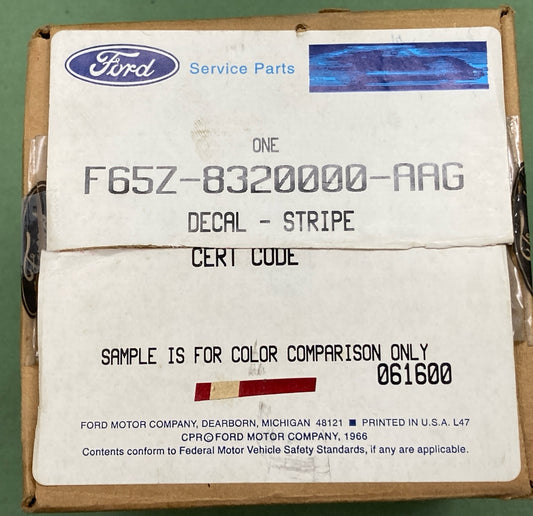 Ford Service Parts
ONE
F65Z-8320000-AAG
DECAL - STRIPE
CERT CODE
SAMPLE IS FOR COLOR COMPARISON ONLY
061600
FORD MOTOR COMPANY, DEARBORN, MICHIGAN 48121 ■ PRINTED IN U.S.A. L47
CPR©FORD MOTOR COMPANY, 1966
Contents conform to Federal Motor Vehicle Safety Standards, if any are applicable.